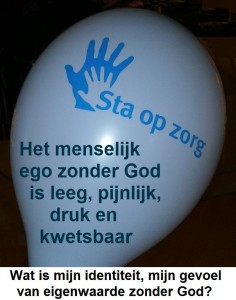 Sta op zorg
Het menselijk
ego zonder God
is leeg, pijnlijk,
druk en
kwetsbaar
Wat is mijn identiteit, mijn gevoel
van eigenwaarde zonder God?